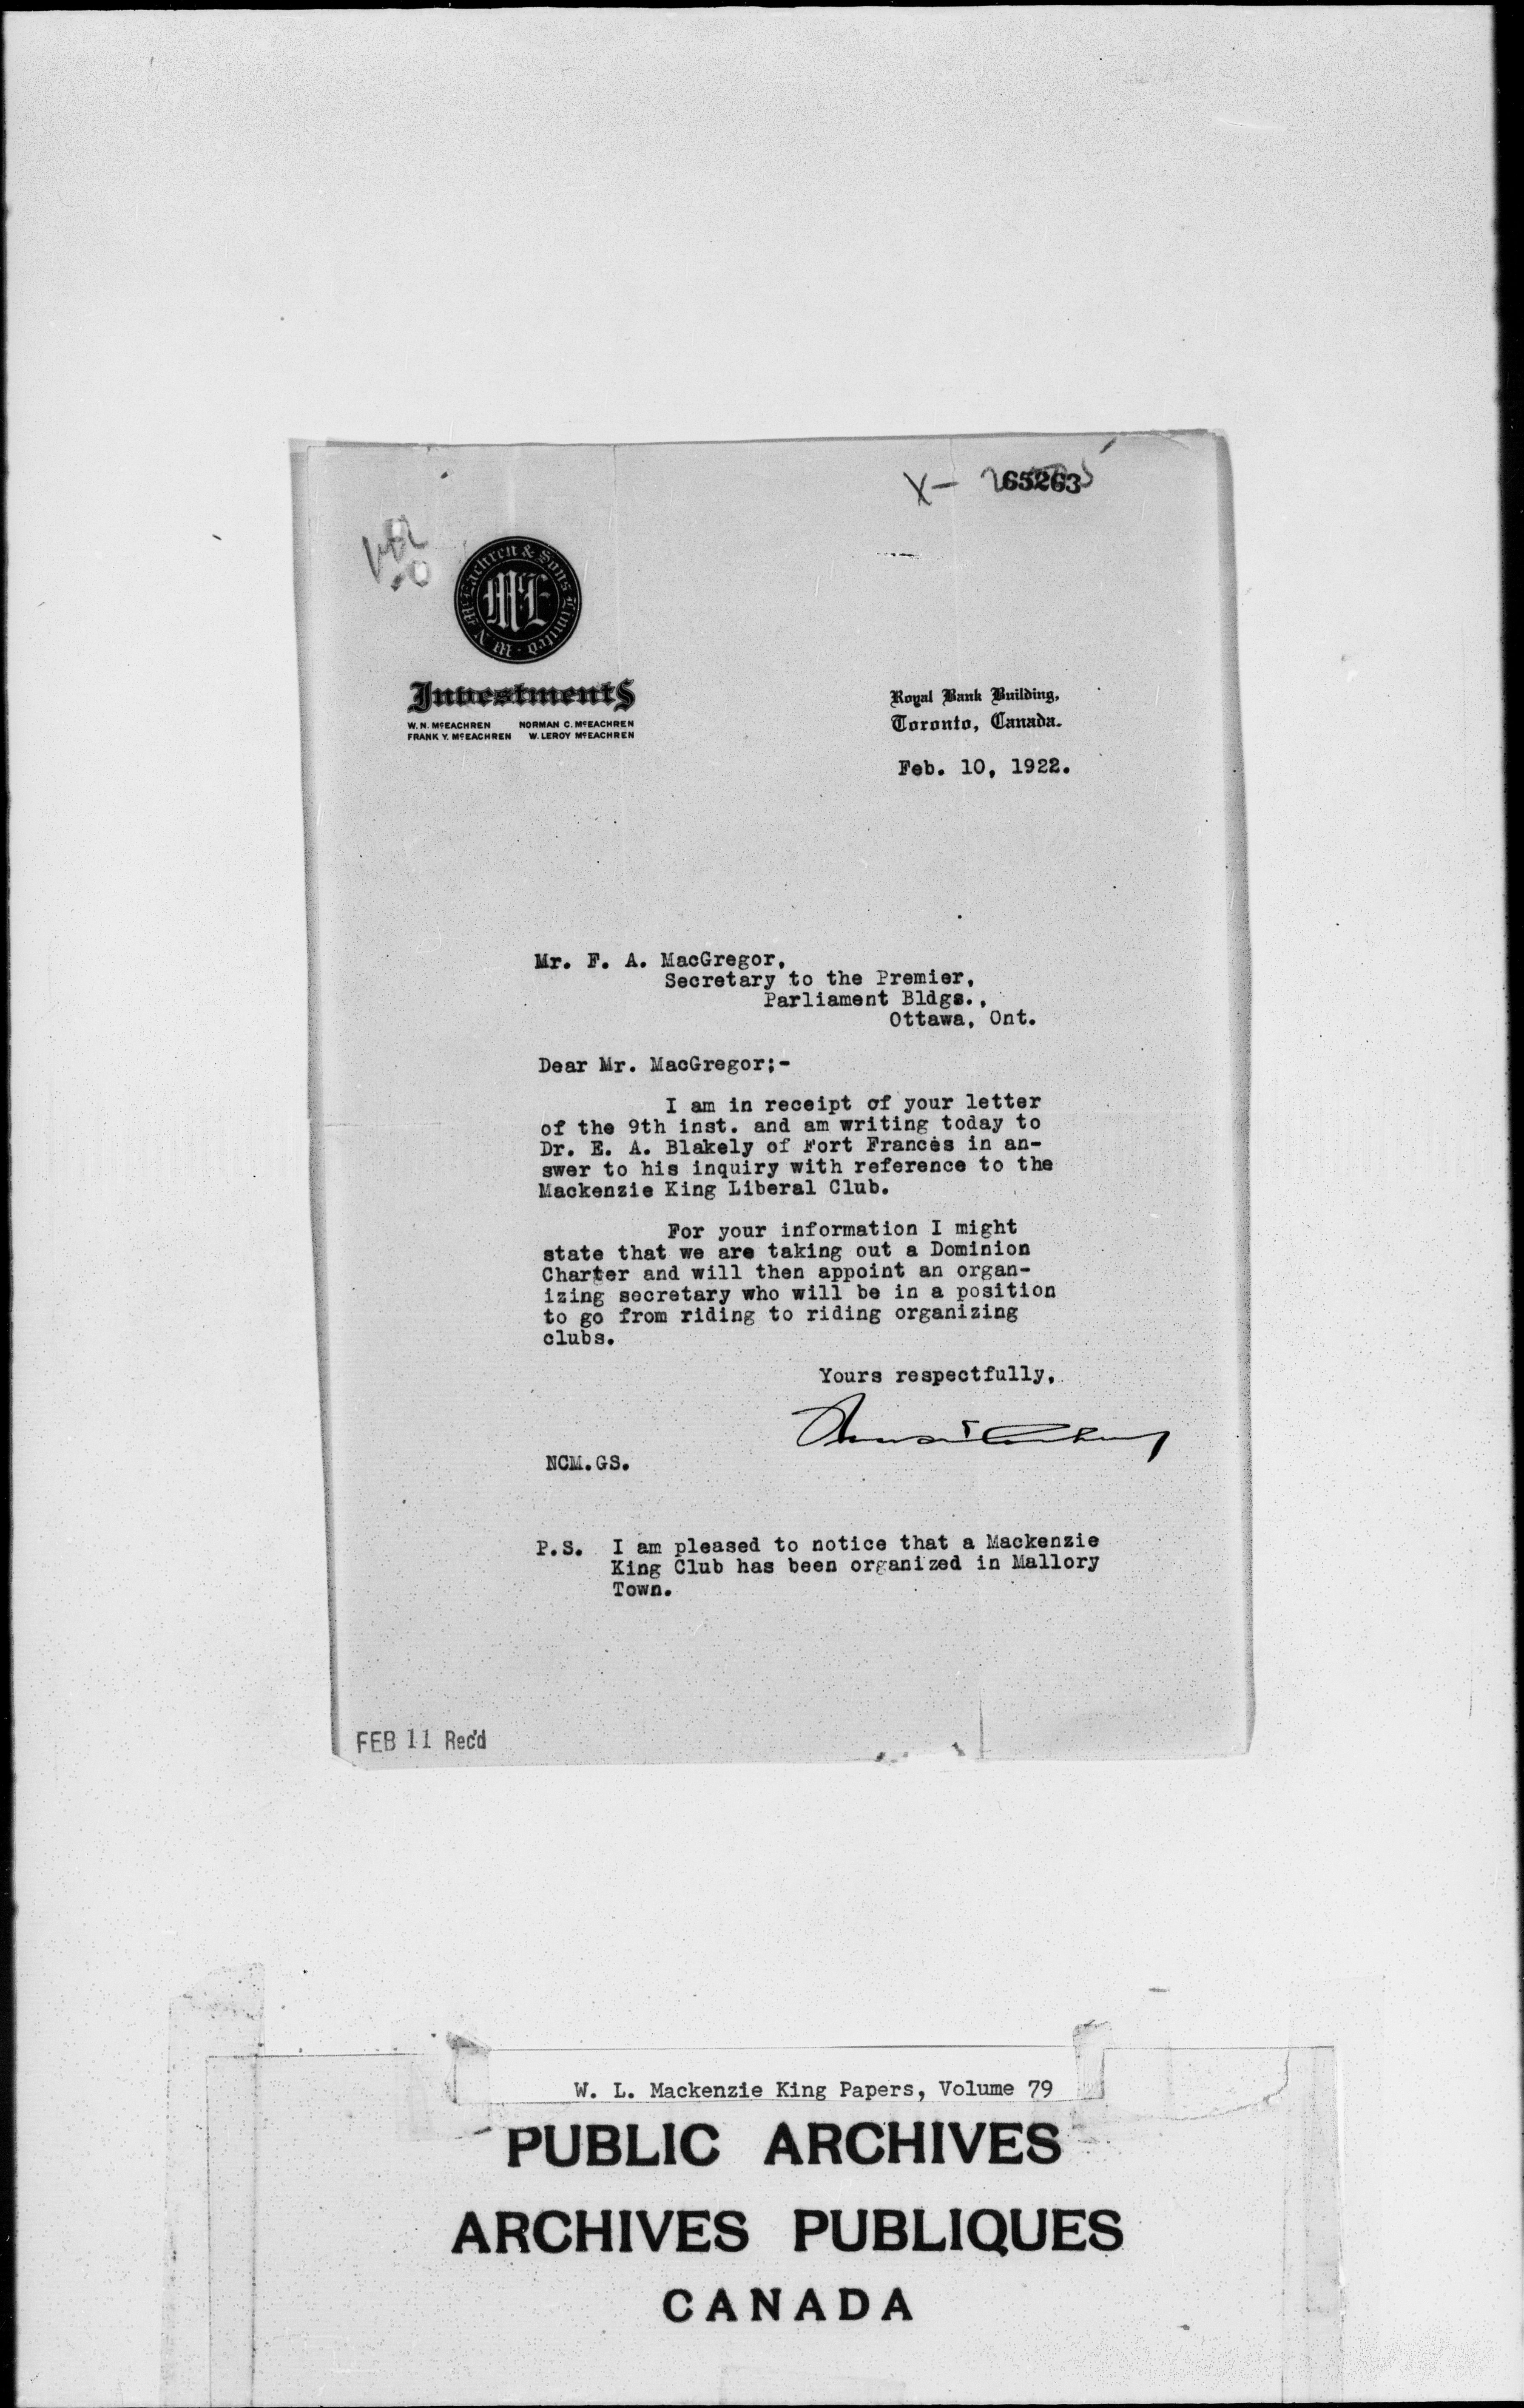 65263
W. N. McEachren & Sons Limited
McE
Investments
W. N. McEACHREN NORMAN C. McEACHREN
FRANK Y. McEACHREN W. LEROY McEACHREN
Royal Bank Building,
Toronto, Canada.
Feb. 10, 1922.
Mr. F. A. MacGregor,
Secretary to the Premier,
Parliament Bldgs.,
Ottawa, Ont.
Dear Mr. MacGregor;-
I am in receipt of your letter
of the 9th inst. and am writing today to
Dr. E. A. Blakely of Fort Frances in an-
swer to his inquiry with reference to the
Mackenzie King Liberal Club.
For your information I might
state that we are taking out a Dominion
Charter and will then appoint an organ-
izing secretary who will be in a position
to go from riding to riding organizing
clubs.
Yours respectfully,
NCM.GS.
P.S. I am pleased to notice that a Mackenzie
King Club has been organized in Mallory
Town.
FEB 11 Rec'd
W. L. Mackenzie King Papers, Volume 79
PUBLIC ARCHIVES
ARCHIVES PUBLIQUES
CANADA